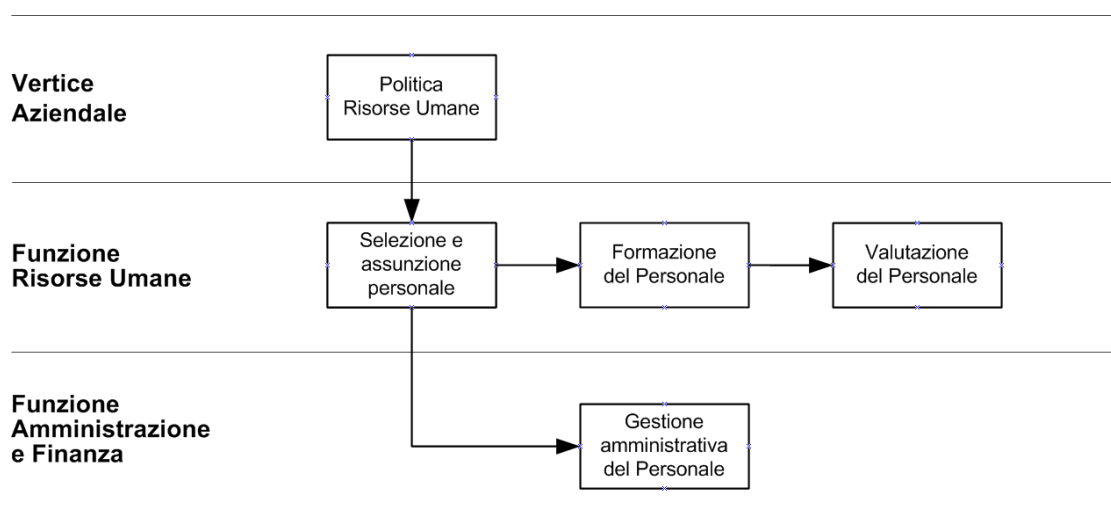 Vertice
Aziendale
Politica
Risorse Umane
Funzione
Risorse Umane
Selezione e
assunzione
personale
Formazione
del Personale
Valutazione
del Personale
Funzione
Amministrazione
e Finanza
Gestione
amministrativa
del Personale